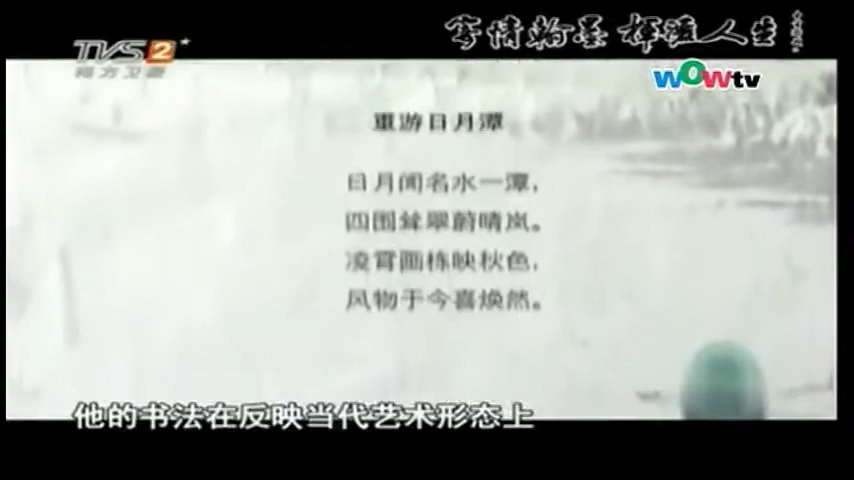 寄情翰墨 挥洒人生
TVS2
南方卫视
WOWtv
重游日月潭
日月闻名水一潭,
四围耸翠蔚晴岚。
凌霄画栋映秋色,
风物于今喜焕然。
他的书法在反映当代艺术形态上